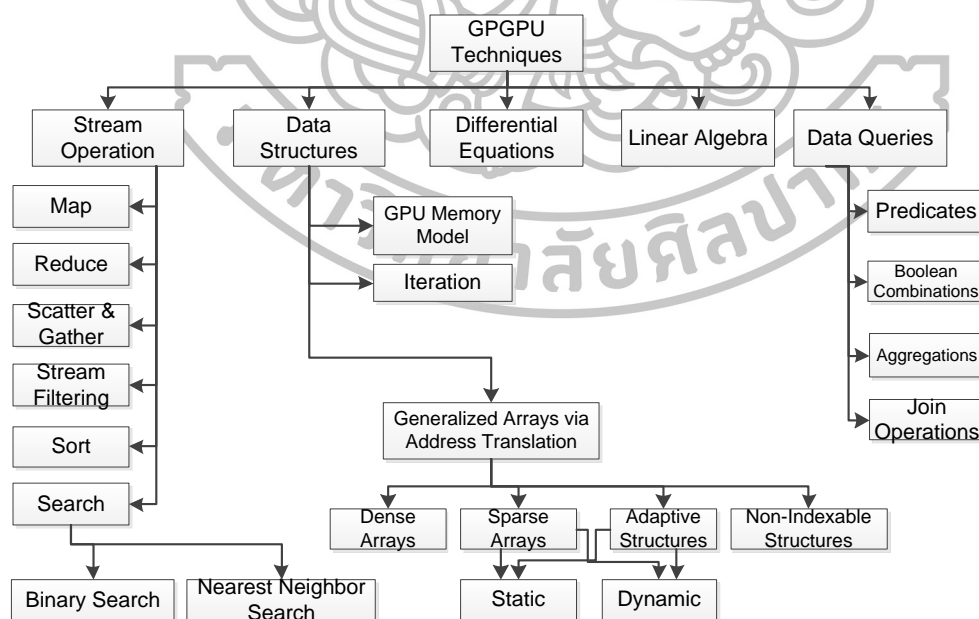 GPGPU
Techniques
Stream
Operation
Data
Structures
Differential
Equations
Linear Algebra
Data Queries
Map
Reduce
Scatter &
Gather
Stream
Filtering
Sort
Search
Binary Search
Nearest Neighbor
Search
GPU Memory
Model
Iteration
Generalized Arrays via
Address Translation
Dense
Arrays
Sparse
Arrays
Adaptive
Structures
Non-Indexable
Structures
Static
Dynamic
Predicates
Boolean
Combinations
Aggregations
Join
Operations